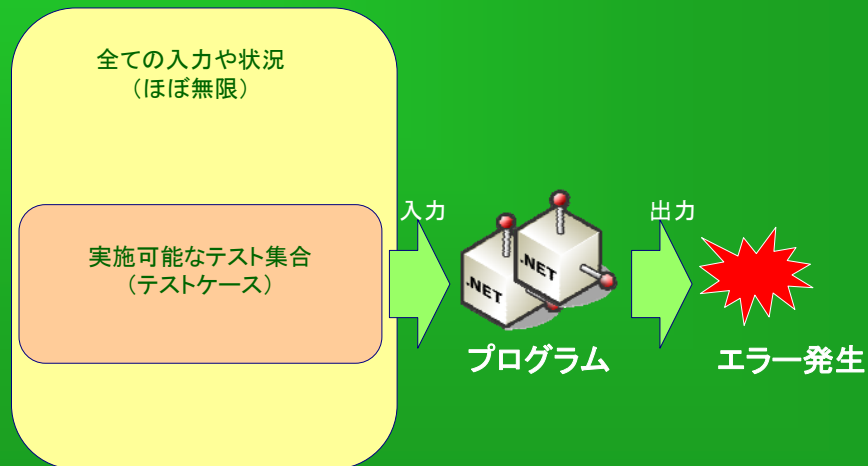 全ての入力や状況
（ほぼ無限）
実施可能なテスト集合
（テストケース）
入力
.NET
.NET
プログラム
出力
エラー発生